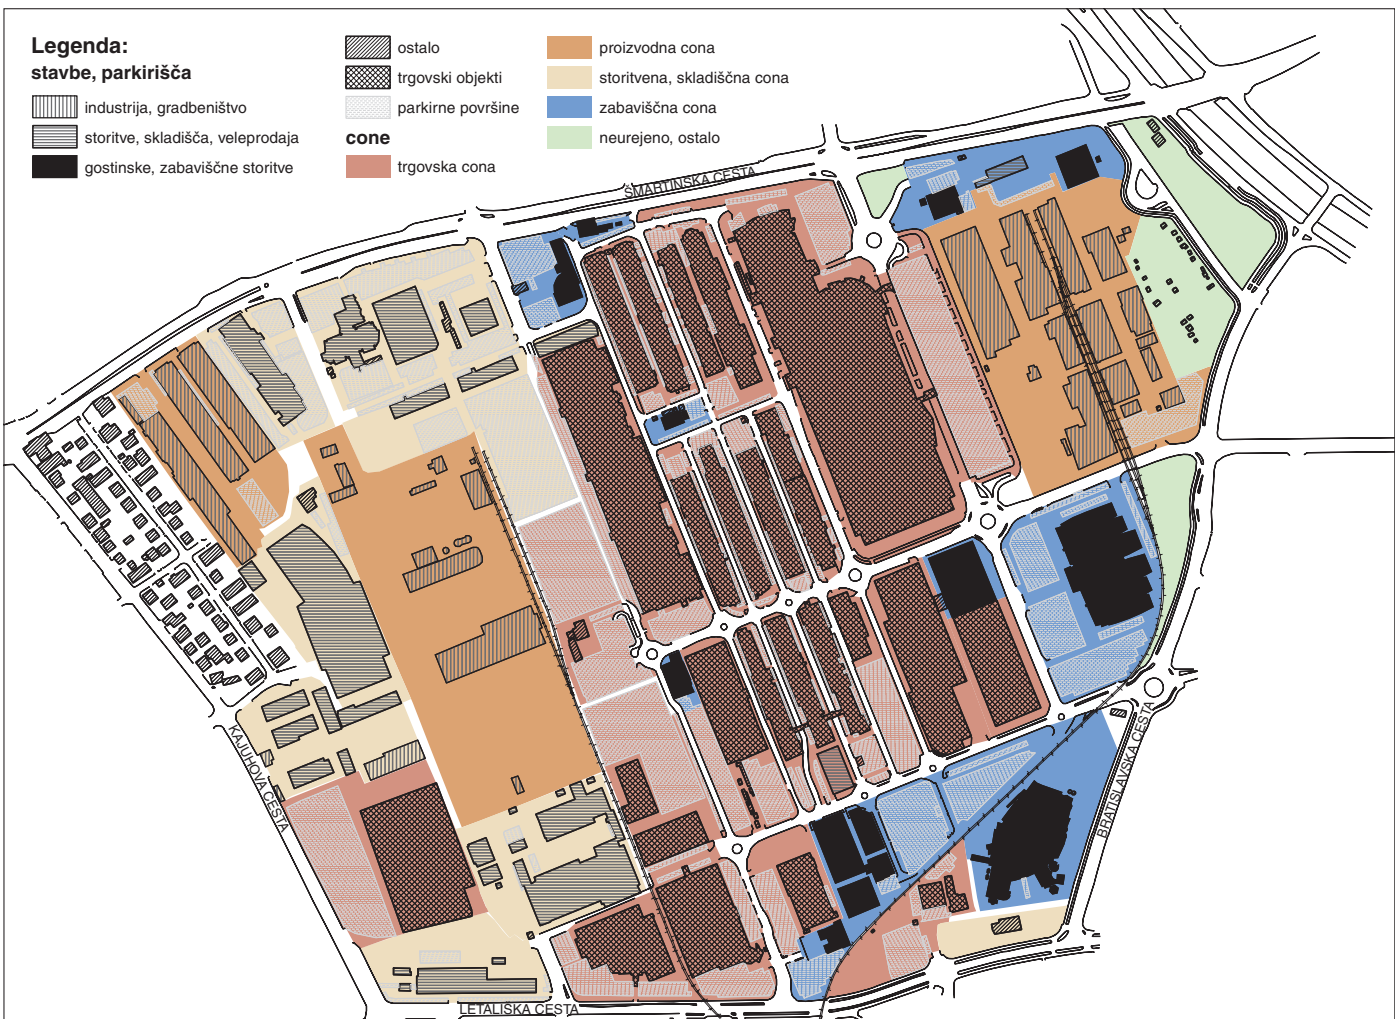 Legenda:
stavbe, parkirišča
industrija, gradbeništvo
storitve, skladišča, veleprodaja
gostinske, zabaviščne storitve
ostalo
trgovski objekti
parkirne površine
cone
trgovska cona
proizvodna cona
storitvena, skladiščna cona
zabaviščna cona
neurejeno, ostalo
ŠMARTINSKA CESTA
KAJUHOVA CESTA
BRATISLAVSKA CESTA
LETALIŠKA CESTA